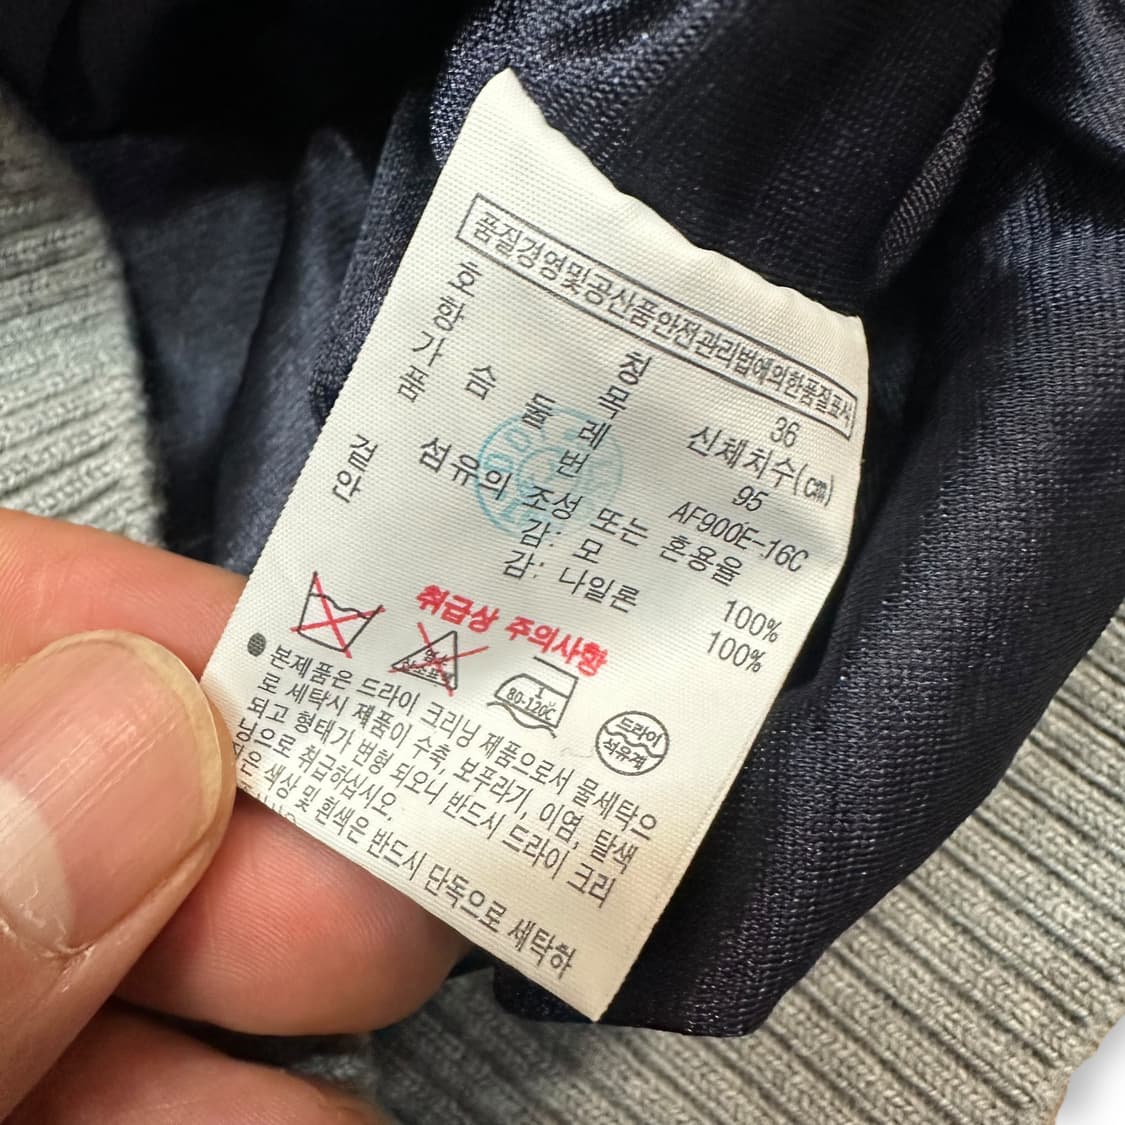 품질경영및공산품안전관리법에의한품질표시
호 칭 36
항 목 신체치수(㎝)
가 슴 둘 레 95
품 번 AF900E-16C
섬유의 조성 또는 혼용율
겉 감: 모 100%
안 감: 나일론 100%
취급상 주의사항
80-120℃
드라이
석유계
● 본제품은 드라이 크리닝 제품으로서 물세탁으
로 세탁시 제품이 수축, 보푸라기, 이염, 탈색
되고 형태가 변형 되오니 반드시 드라이 크리
닝으로 취급하십시오.
색상 및 흰색은 반드시 단독으로 세탁하